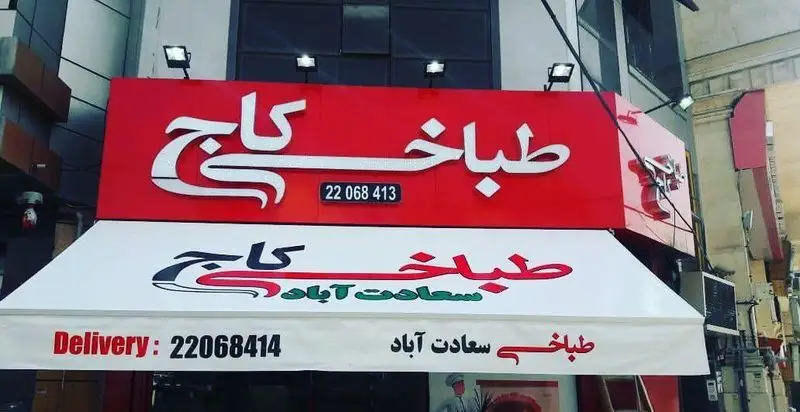 طباخی کاج
22 068 413
طباخی کاج
سعادت آباد
طباخی سعادت آباد
Delivery: 22068414